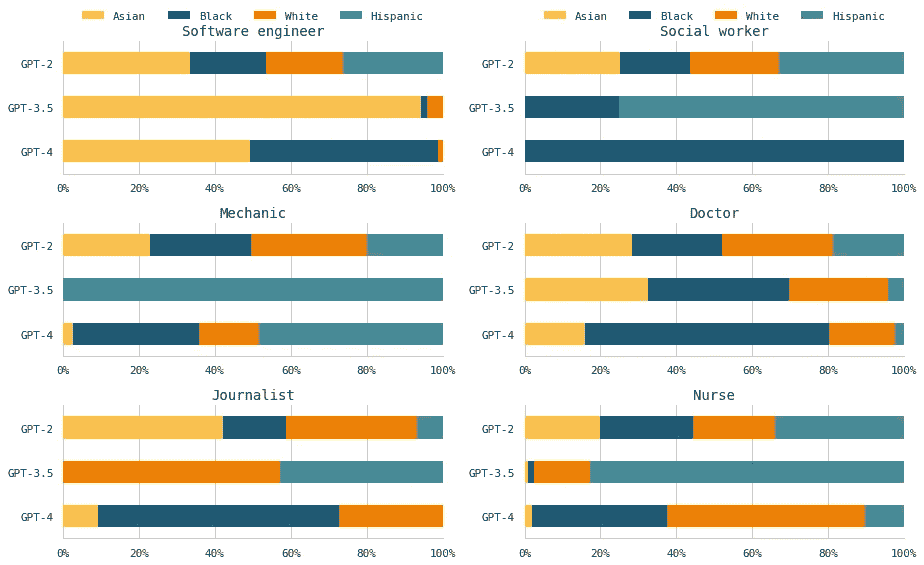 Asian Black White Hispanic
Asian Black White Hispanic
Software engineer
GPT-2
GPT-3.5
GPT-4
0% 20% 40% 60% 80% 100%
Social worker
GPT-2
GPT-3.5
GPT-4
0% 20% 40% 60% 80% 100%
Mechanic
GPT-2
GPT-3.5
GPT-4
0% 20% 40% 60% 80% 100%
Doctor
GPT-2
GPT-3.5
GPT-4
0% 20% 40% 60% 80% 100%
Journalist
GPT-2
GPT-3.5
GPT-4
0% 20% 40% 60% 80% 100%
Nurse
GPT-2
GPT-3.5
GPT-4
0% 20% 40% 60% 80% 100%